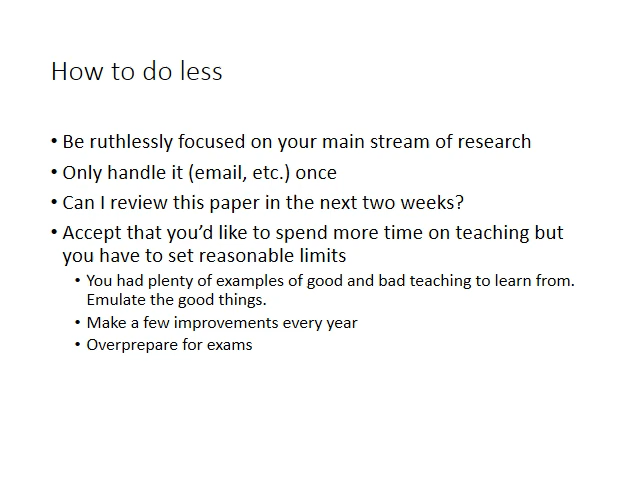 How to do less
• Be ruthlessly focused on your main stream of research
• Only handle it (email, etc.) once
• Can I review this paper in the next two weeks?
• Accept that you’d like to spend more time on teaching but
you have to set reasonable limits
• You had plenty of examples of good and bad teaching to learn from.
Emulate the good things.
• Make a few improvements every year
• Overprepare for exams